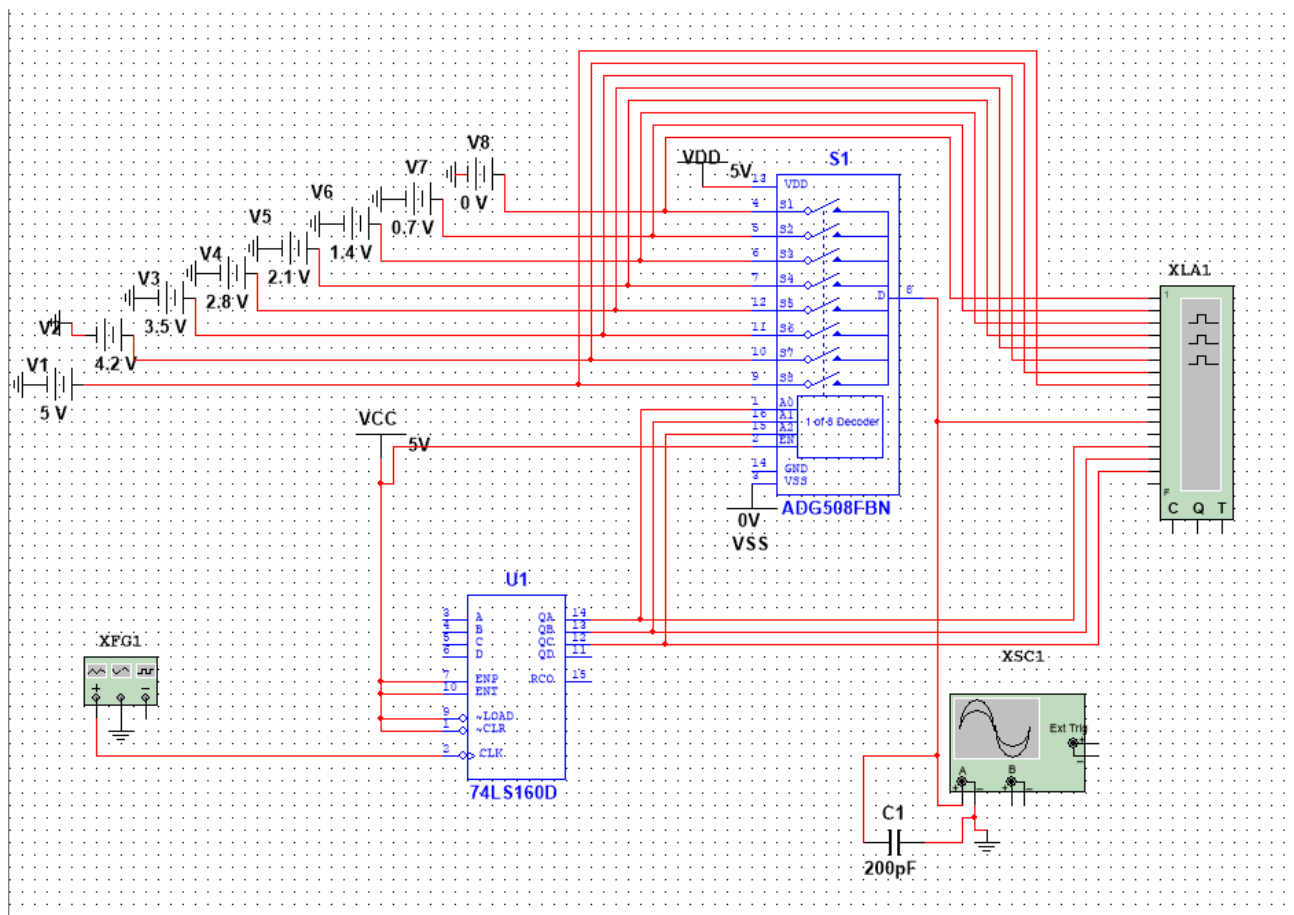 V8
0 V
V7
0.7 V
V6
1.4 V
V5
2.1 V
V4
2.8 V
V3
3.5 V
V2
4.2 V
V1
5 V
VDD
5V
S1
13 VDD
4 S1
5 S2
6 S3
7 S4
12 S5
11 S6
10 S7
9 S8
D 8
1 A0
16 A1
15 A2
2 EN
1 of 8 Decoder
14 GND
3 VSS
ADG508FBN
0V
VSS
VCC
5V
XLA1
1
F
C Q T
U1
3 A QA 14
4 B QB 13
5 C QC 12
6 D QD 11
7 ENP RCO 15
10 ENT
9 ~LOAD
1 ~CLR
2 CLK
74LS160D
XFG1
+ −
XSC1
Ext Trig
+
−
A B
+ − + −
C1
200pF